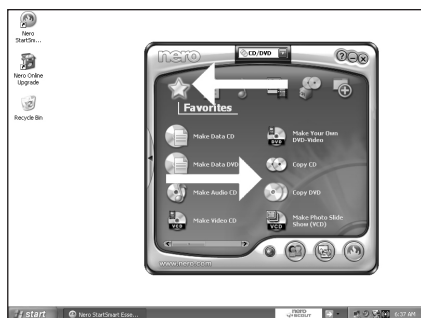 Nero
StartSm...
Nero Online
Upgrade
Recycle Bin
nero
CD/DVD
Favorites
Make Data CD
Make Your Own
DVD-Video
Make Data DVD
Copy CD
Make Audio CD
Copy DVD
Make Video CD
Make Photo Slide
Show (VCD)
www.nero.com
start
Nero StartSmart Esse...
nero
6:37 AM